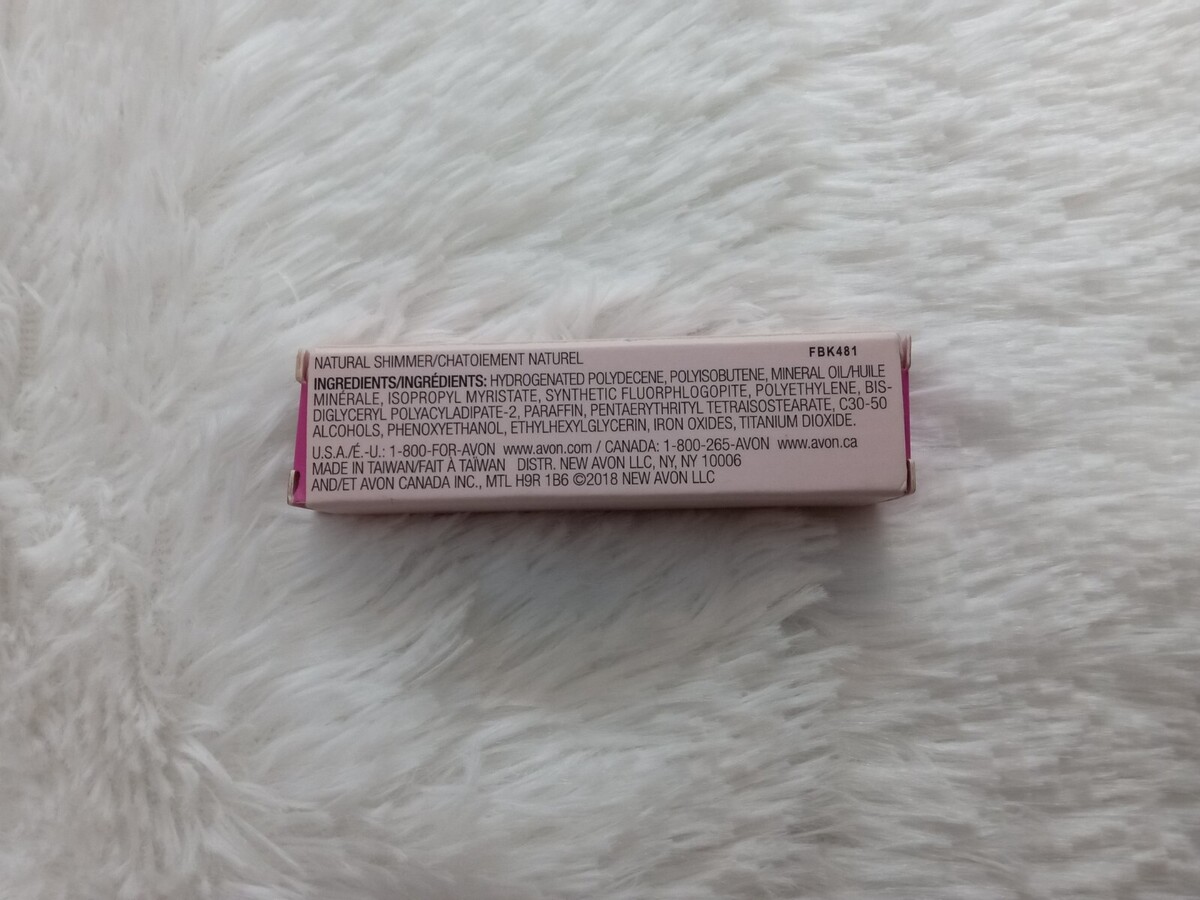 NATURAL SHIMMER/CHATOIEMENT NATUREL FBK481
INGREDIENTS/INGRÉDIENTS: HYDROGENATED POLYDECENE, POLYISOBUTENE, MINERAL OIL/HUILE
MINÉRALE, ISOPROPYL MYRISTATE, SYNTHETIC FLUORPHLOGOPITE, POLYETHYLENE, BIS-
DIGLYCERYL POLYACYLADIPATE-2, PARAFFIN, PENTAERYTHRITYL TETRAISOSTEARATE, C30-50
ALCOHOLS, PHENOXYETHANOL, ETHYLHEXYLGLYCERIN, IRON OXIDES, TITANIUM DIOXIDE.
U.S.A./É.-U.: 1-800-FOR-AVON www.avon.com / CANADA: 1-800-265-AVON www.avon.ca
MADE IN TAIWAN/FAIT À TAÏWAN DISTR. NEW AVON LLC, NY, NY 10006
AND/ET AVON CANADA INC., MTL H9R 1B6 ©2018 NEW AVON LLC